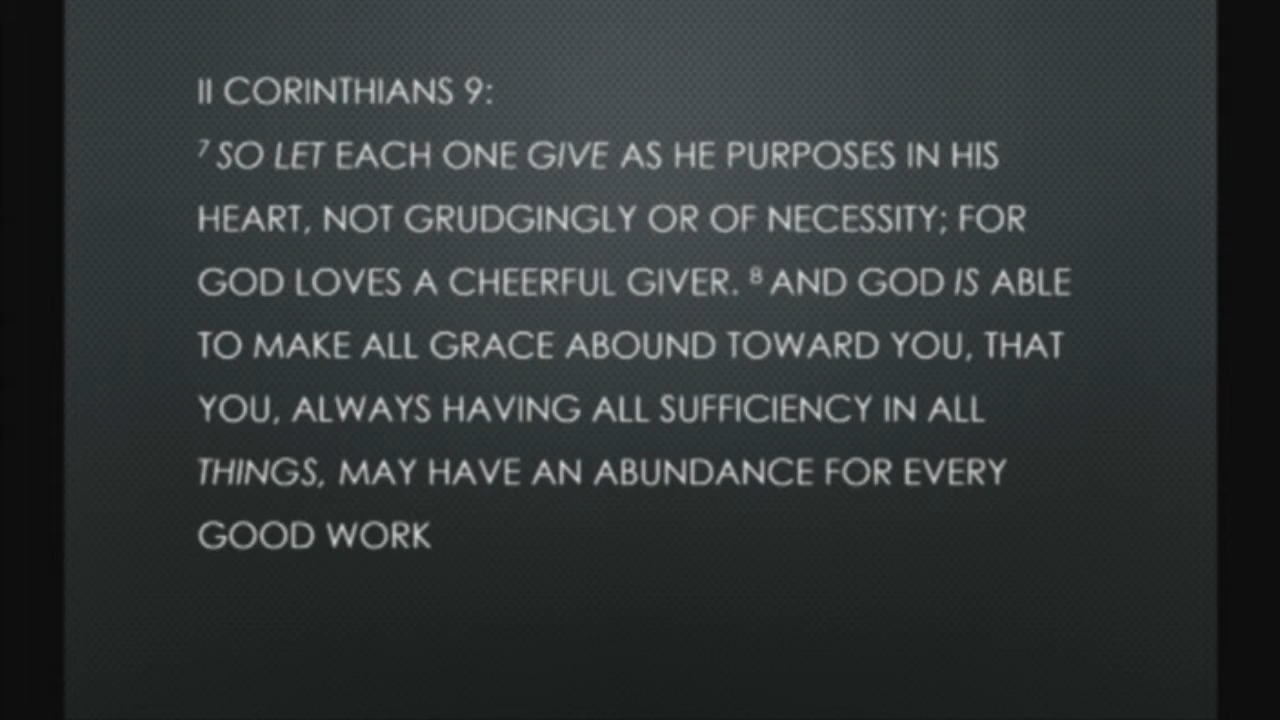 II CORINTHIANS 9:
7 SO LET EACH ONE GIVE AS HE PURPOSES IN HIS
HEART, NOT GRUDGINGLY OR OF NECESSITY; FOR
GOD LOVES A CHEERFUL GIVER. 8 AND GOD IS ABLE
TO MAKE ALL GRACE ABOUND TOWARD YOU, THAT
YOU, ALWAYS HAVING ALL SUFFICIENCY IN ALL
THINGS, MAY HAVE AN ABUNDANCE FOR EVERY
GOOD WORK